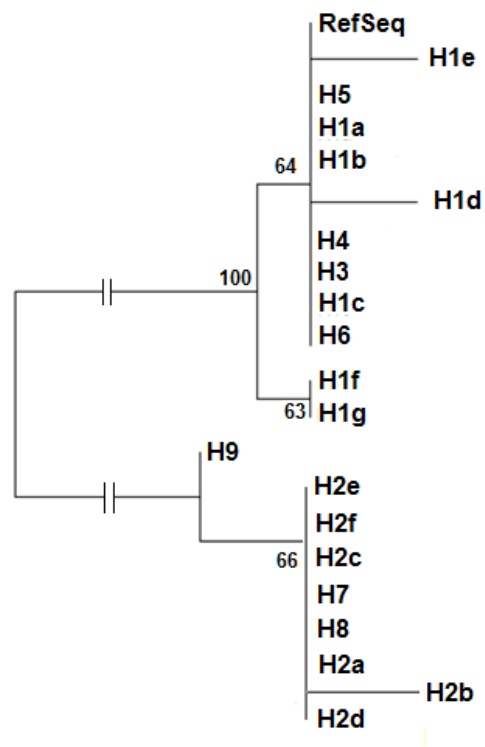 RefSeq
H1e
H5
H1a
H1b
64
H1d
H4
H3
100
H1c
H6
H1f
63
H1g
H9
H2e
H2f
66
H2c
H7
H8
H2a
H2b
H2d